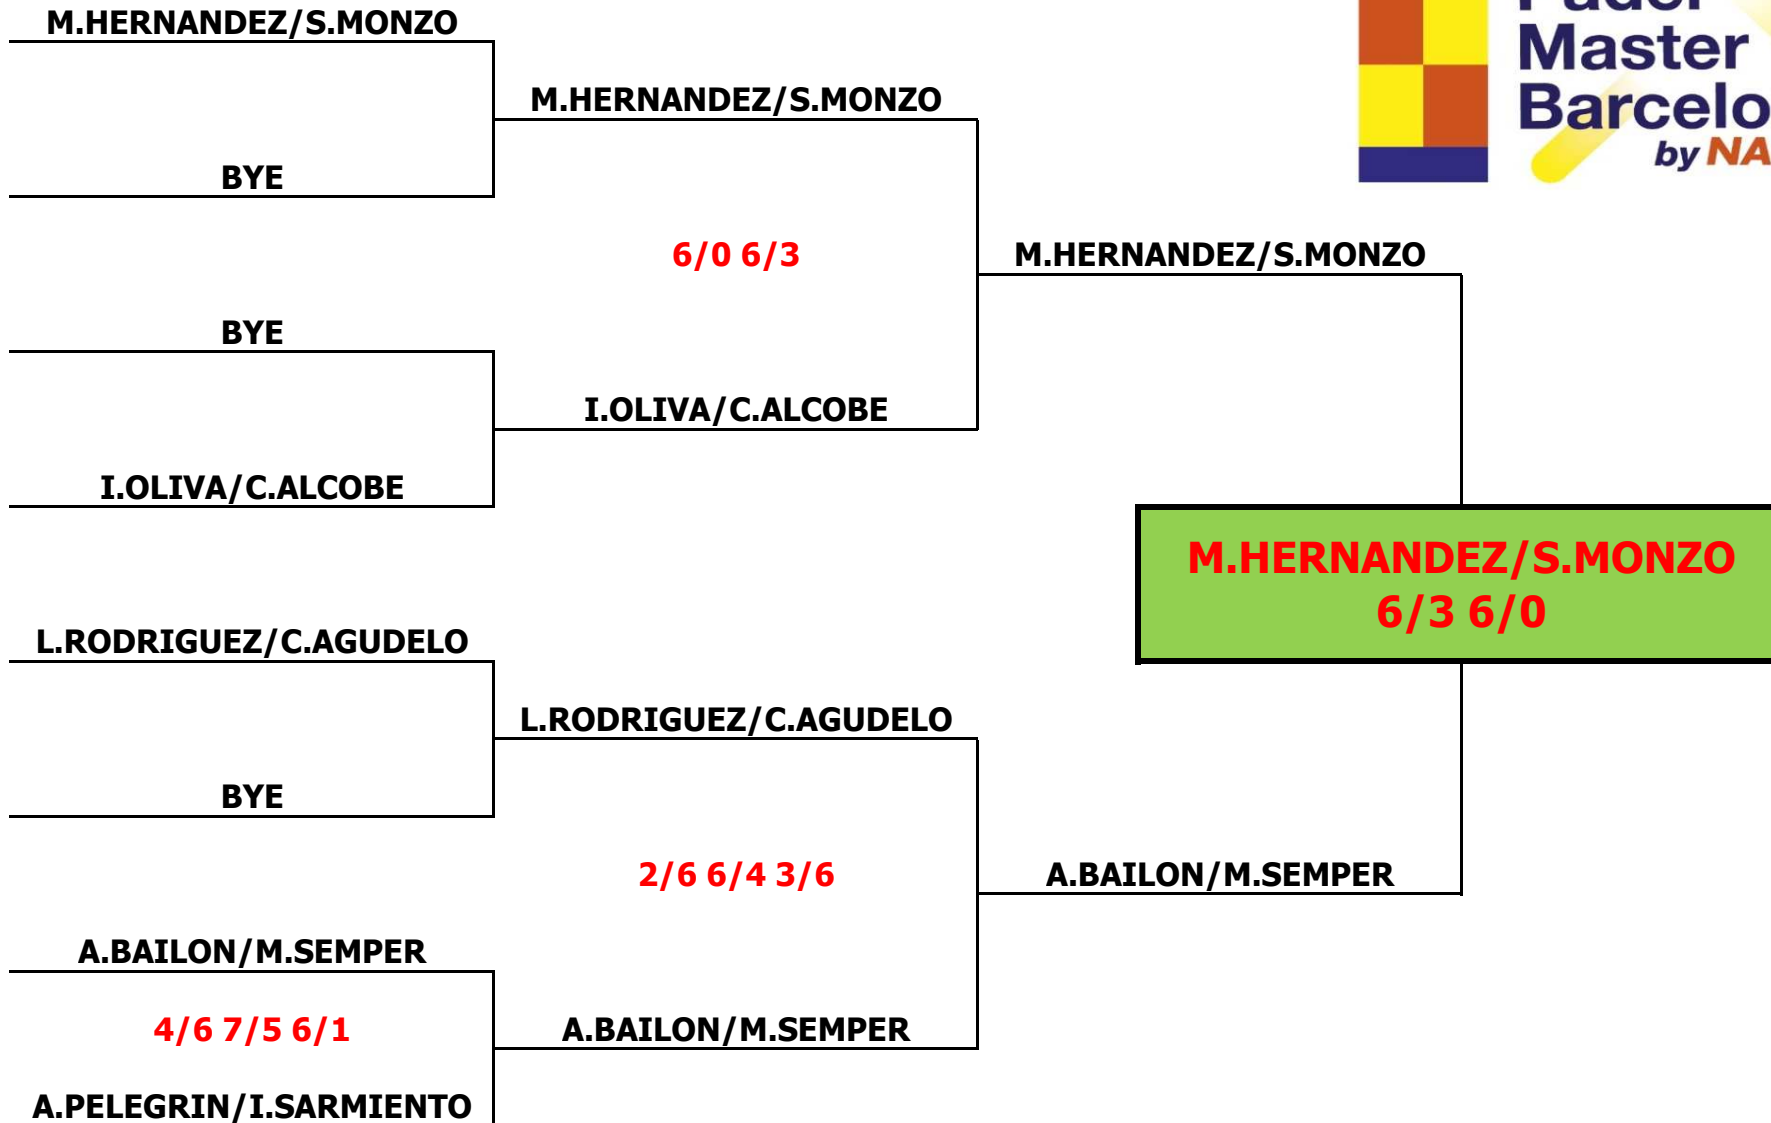 M.HERNANDEZ/S.MONZO
Master
Barcelo
by NA
M.HERNANDEZ/S.MONZO
BYE
6/0 6/3
M.HERNANDEZ/S.MONZO
BYE
I.OLIVA/C.ALCOBE
I.OLIVA/C.ALCOBE
M.HERNANDEZ/S.MONZO
6/3 6/0
L.RODRIGUEZ/C.AGUDELO
L.RODRIGUEZ/C.AGUDELO
BYE
2/6 6/4 3/6
A.BAILON/M.SEMPER
A.BAILON/M.SEMPER
4/6 7/5 6/1
A.BAILON/M.SEMPER
A.PELEGRIN/I.SARMIENTO